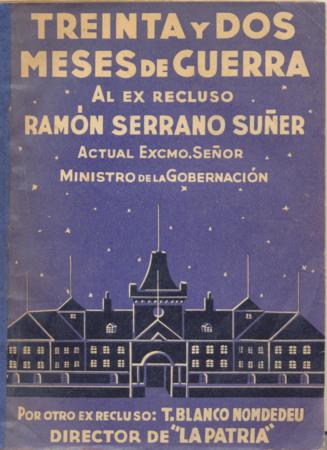 TREINTA Y DOS
MESES DE GUERRA
AL EX RECLUSO
RAMÓN SERRANO SUÑER
ACTUAL EXCMO. SEÑOR
MINISTRO DE LA GOBERNACIÓN
POR OTRO EX RECLUSO: T. BLANCO NOMDEDEU
DIRECTOR DE "LA PATRIA"